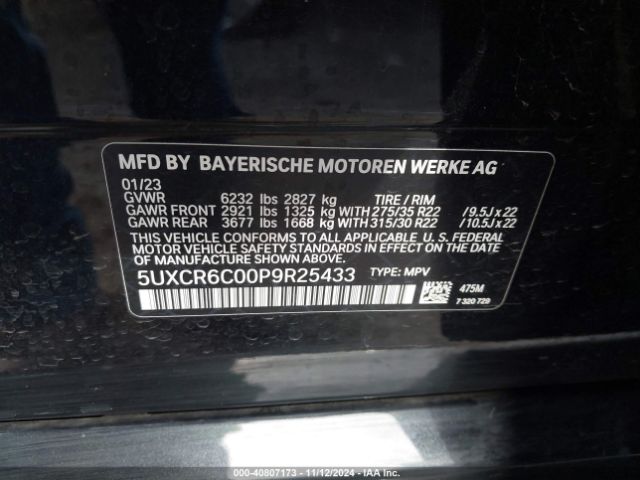 MFD BY BAYERISCHE MOTOREN WERKE AG
01/23
GVWR 6232 lbs 2827 kg TIRE / RIM
GAWR FRONT 2921 lbs 1325 kg WITH 275/35 R22 / 9.5J x 22
GAWR REAR 3677 lbs 1668 kg WITH 315/30 R22 / 10.5J x 22
THIS VEHICLE CONFORMS TO ALL APPLICABLE U. S. FEDERAL
MOTOR VEHICLE SAFETY STANDARDS IN EFFECT ON THE DATE
OF MANUFACTURE SHOWN ABOVE.
5UXCR6C00P9R25433 TYPE: MPV
475M
7 320 729
COPART-40807173 - 11/12/2024 - IAA Inc.